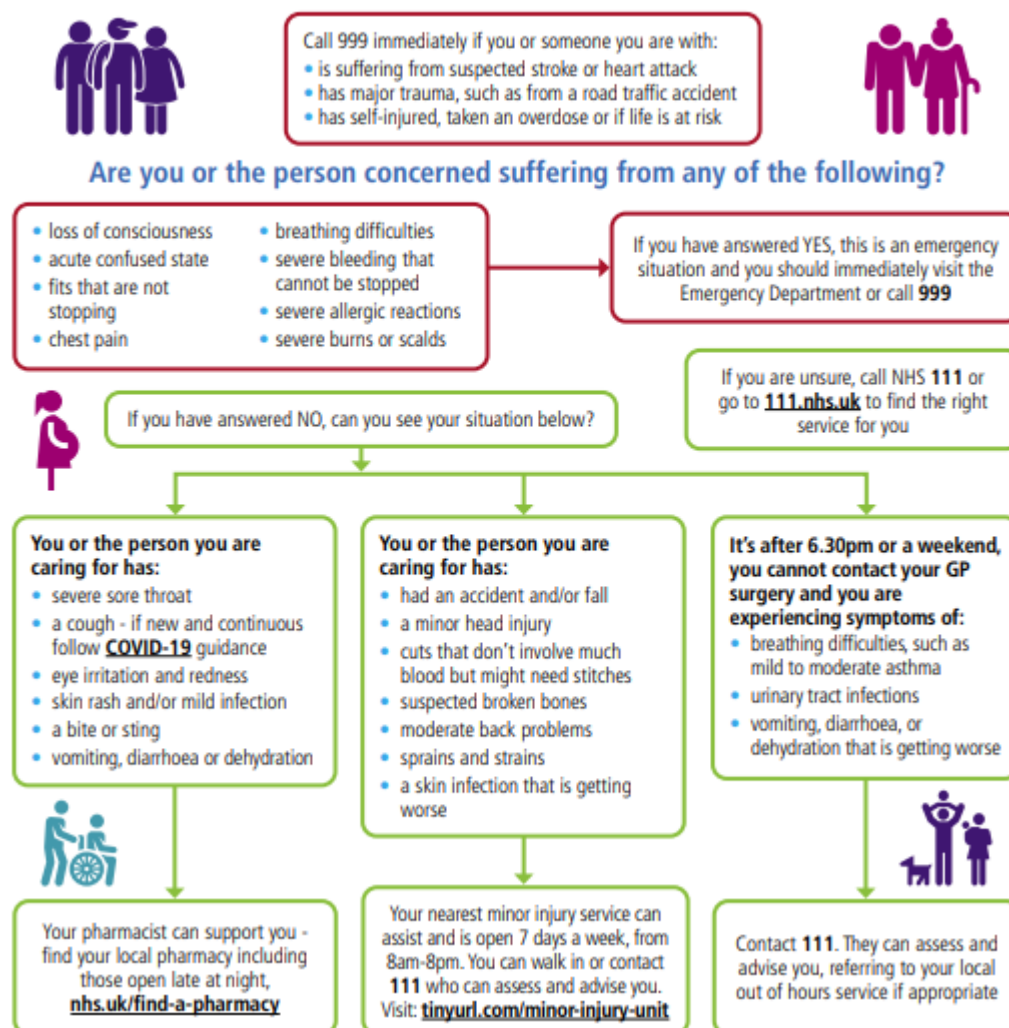 Call 999 immediately if you or someone you are with:
• is suffering from suspected stroke or heart attack
• has major trauma, such as from a road traffic accident
• has self-injured, taken an overdose or if life is at risk
Are you or the person concerned suffering from any of the following?
• loss of consciousness
• acute confused state
• fits that are not
stopping
• chest pain
• breathing difficulties
• severe bleeding that
cannot be stopped
• severe allergic reactions
• severe burns or scalds
If you have answered YES, this is an emergency
situation and you should immediately visit the
Emergency Department or call 999
If you are unsure, call NHS 111 or
go to 111.nhs.uk to find the right
service for you
If you have answered NO, can you see your situation below?
You or the person you are
caring for has:
• severe sore throat
• a cough - if new and continuous
follow COVID-19 guidance
• eye irritation and redness
• skin rash and/or mild infection
• a bite or sting
• vomiting, diarrhoea or dehydration
You or the person you are
caring for has:
• had an accident and/or fall
• a minor head injury
• cuts that don't involve much
blood but might need stitches
• suspected broken bones
• moderate back problems
• sprains and strains
• a skin infection that is getting
worse
It's after 6.30pm or a weekend,
you cannot contact your GP
surgery and you are
experiencing symptoms of:
• breathing difficulties, such as
mild to moderate asthma
• urinary tract infections
• vomiting, diarrhoea, or
dehydration that is getting worse
Your pharmacist can support you -
find your local pharmacy including
those open late at night,
nhs.uk/find-a-pharmacy
Your nearest minor injury service can
assist and is open 7 days a week, from
8am-8pm. You can walk in or contact
111 who can assess and advise you.
Visit: tinyurl.com/minor-injury-unit
Contact 111. They can assess and
advise you, referring to your local
out of hours service if appropriate